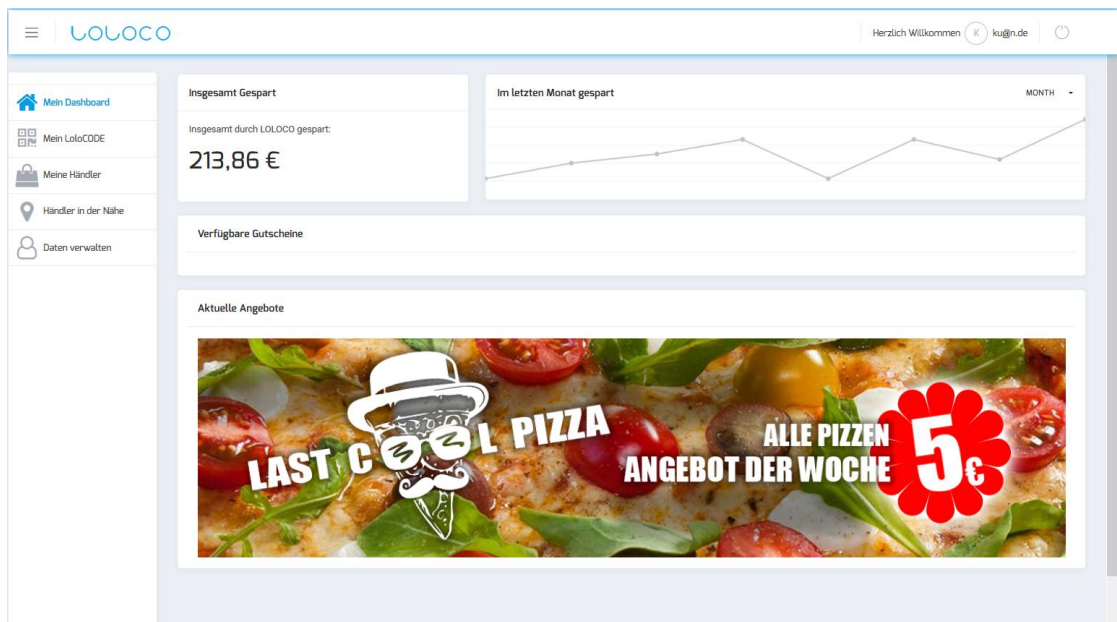 LOLOCO
Herzlich Willkommen K ku@n.de
Mein Dashboard
Mein LoloCODE
Meine Händler
Händler in der Nähe
Daten verwalten
Insgesamt Gespart
Insgesamt durch LOLOCO gespart:
213,86 €
Im letzten Monat gespart
MONTH
Verfügbare Gutscheine
Aktuelle Angebote
LAST COOL PIZZA
ALLE PIZZEN
ANGEBOT DER WOCHE
5€